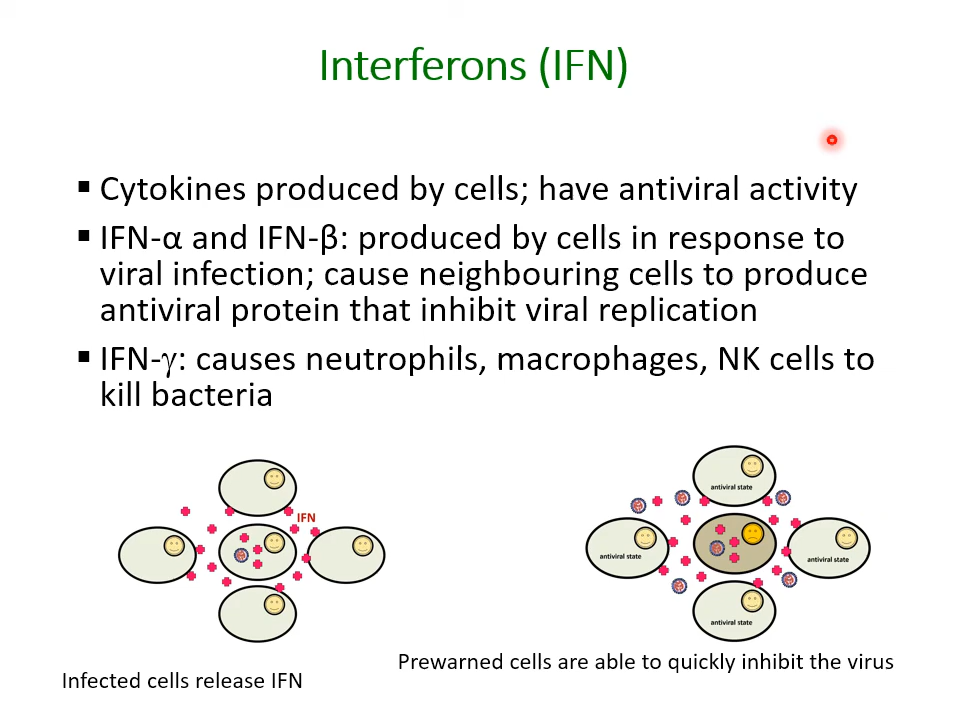 Interferons (IFN)
▪ Cytokines produced by cells; have antiviral activity
▪ IFN-α and IFN-β: produced by cells in response to
viral infection; cause neighbouring cells to produce
antiviral protein that inhibit viral replication
▪ IFN-γ: causes neutrophils, macrophages, NK cells to
kill bacteria
IFN
antiviral state
antiviral state
antiviral state
antiviral state
Infected cells release IFN
Prewarned cells are able to quickly inhibit the virus